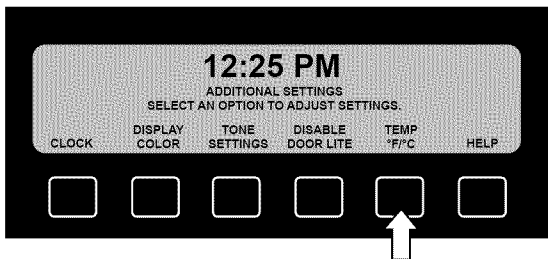 12:25 PM
ADDITIONAL SETTINGS
SELECT AN OPTION TO ADJUST SETTINGS.
CLOCK
DISPLAY
COLOR
TONE
SETTINGS
DISABLE
DOOR LITE
TEMP
°F/°C
HELP